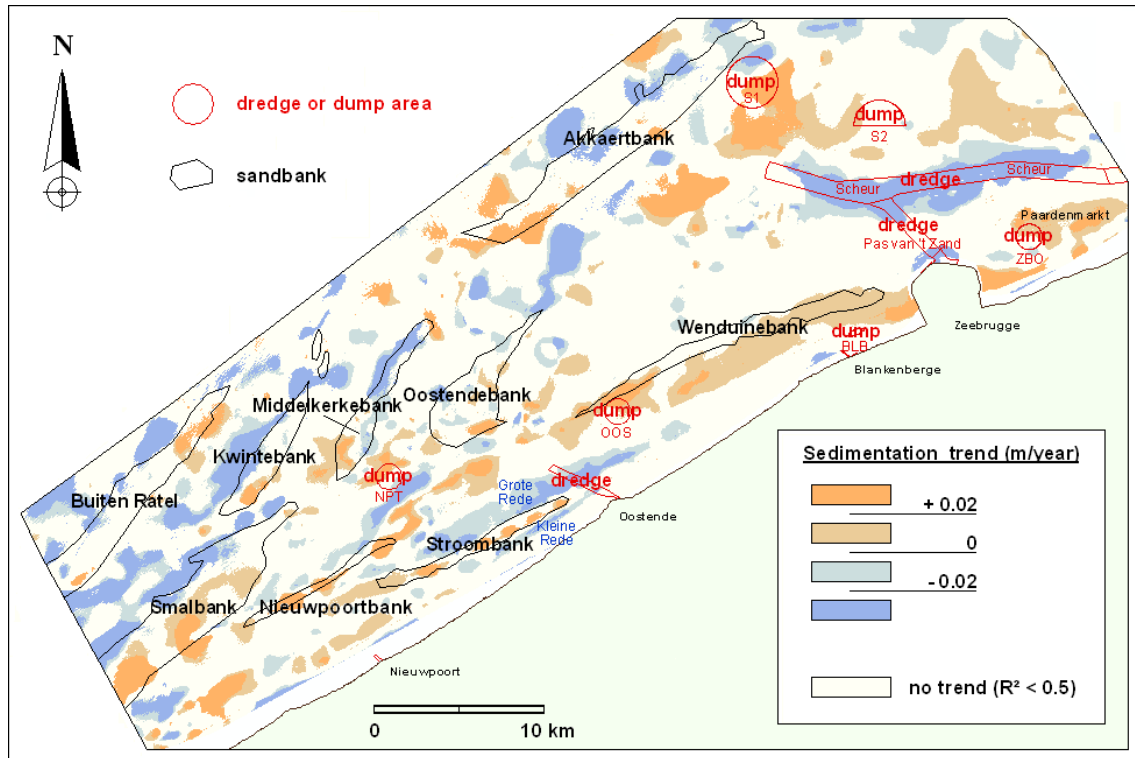 N
dredge or dump area
sandbank
dump
S1
dump
S2
Akkaertbank
Scheur
dredge
Scheur
dredge
Pas van 't Zand
Paardenmarkt
dump
ZBO
Zeebrugge
Wenduinebank
dump
BLB
Blankenberge
Middelkerkebank
Oostendebank
dump
OOS
Kwintebank
dump
NPT
Buiten Ratel
Grote
Rede
dredge
Oostende
Kleine
Rede
Stroombank
Smalbank
Nieuwpoortbank
Nieuwpoort
0
10 km
Sedimentation trend (m/year)
+ 0.02
0
- 0.02
no trend (R² < 0.5)